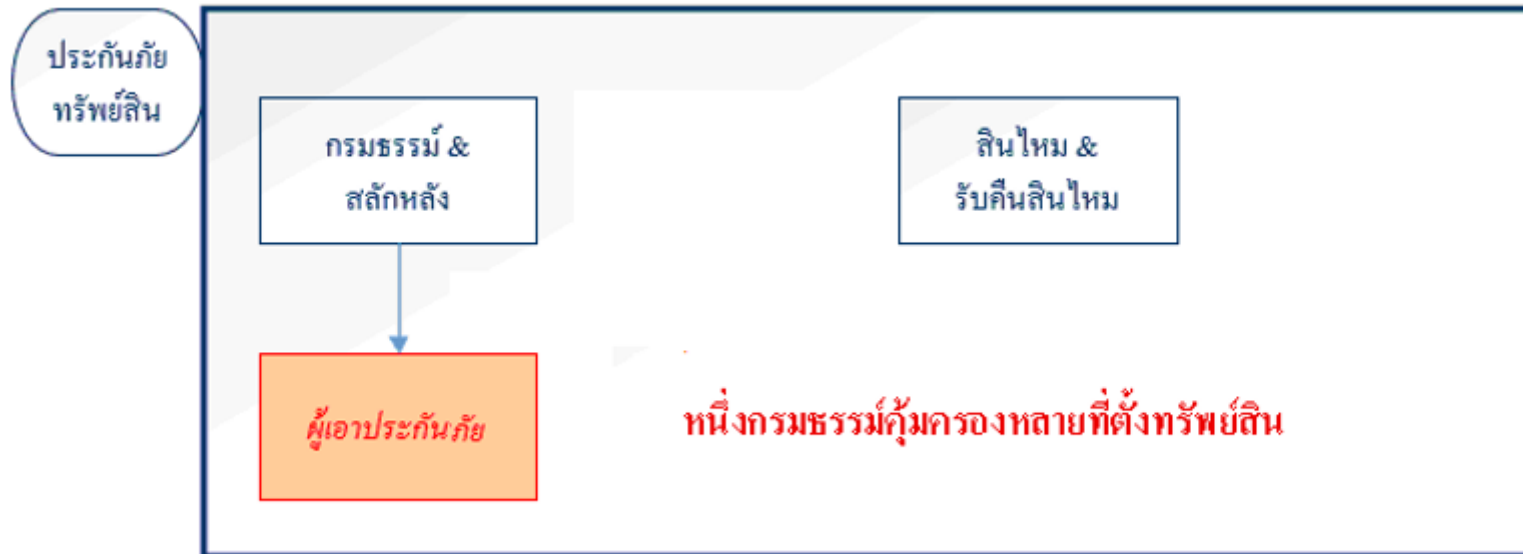 ประกันภัย
ทรัพย์สิน
กรมธรรม์ &
สลักหลัง
สินไหม &
รับคืนสินไหม
ผู้เอาประกันภัย
หนึ่งกรมธรรม์คุ้มครองหลายที่ตั้งทรัพย์สิน